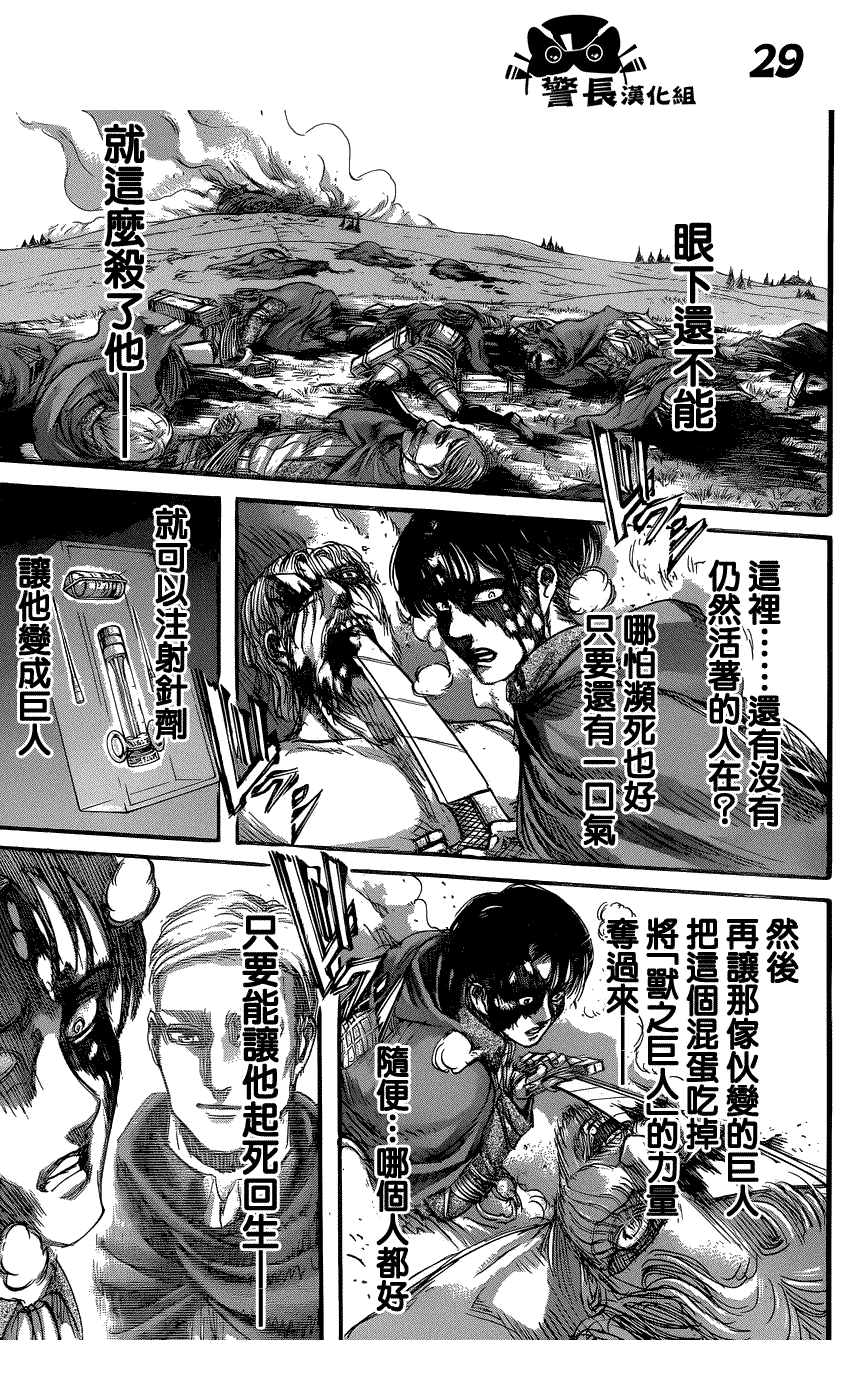 警長漢化組
29
眼下還不能
就這麼殺了他——
這裡……還有沒有
仍然活著的人在？
哪怕瀕死也好
只要還有一口氣
就可以注射針劑
讓他變成巨人
然後
再讓那傢伙變的巨人
把這個混蛋吃掉
將「獸之巨人」的力量
奪過來——
隨便…哪個人都好
只要能讓他起死回生——